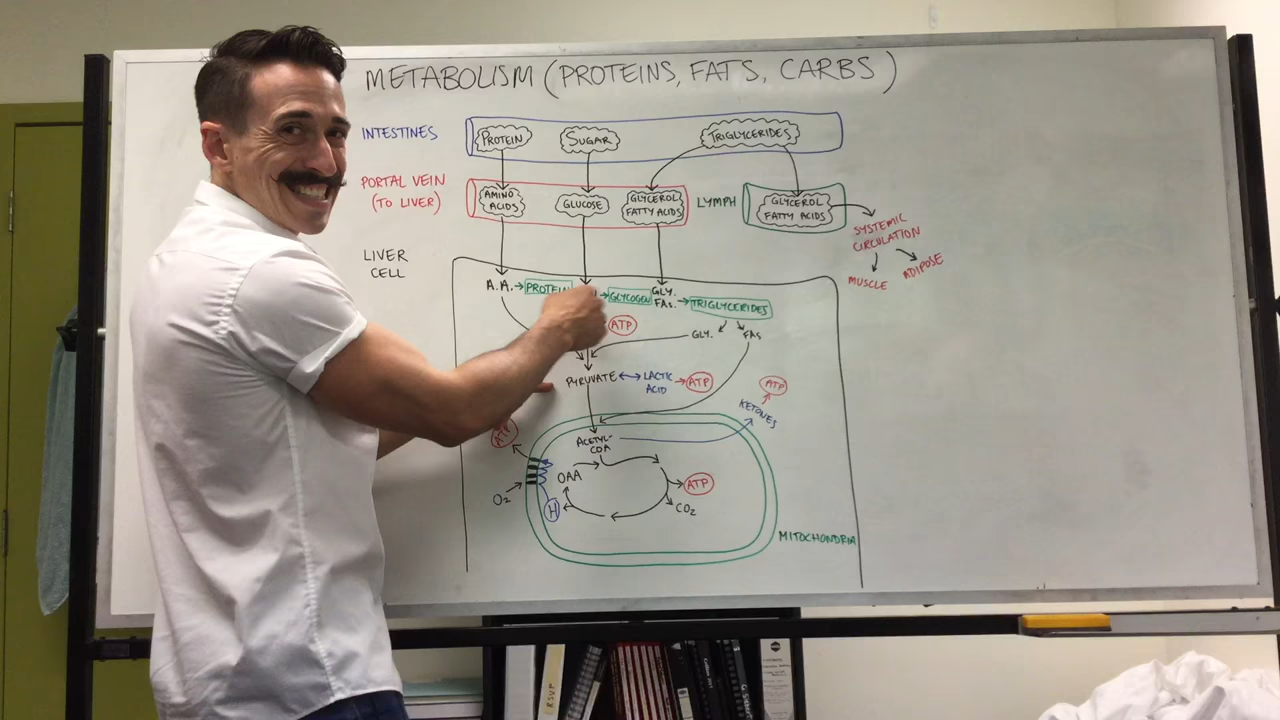 METABOLISM (PROTEINS, FATS, CARBS)
INTESTINES
PROTEIN
SUGAR
TRIGLYCERIDES
PORTAL VEIN
(TO LIVER)
AMINO
ACIDS
GLUCOSE
GLYCEROL
FATTY ACIDS
LYMPH
GLYCEROL
FATTY ACIDS
SYSTEMIC
CIRCULATION
MUSCLE
ADIPOSE
LIVER
CELL
A.A.
PROTEIN
GLYCOGEN
GLY.
FAs.
TRIGLYCERIDES
ATP
GLY.
FAs
PYRUVATE
LACTIC
ACID
ATP
ATP
KETONES
ATP
ACETYL-
COA
OAA
ATP
CO2
O2
H
MITOCHONDRIA
RSVP